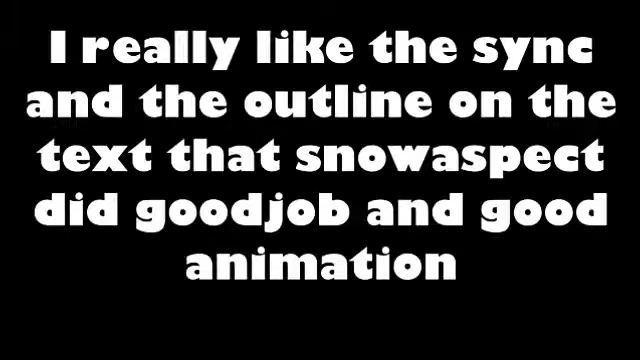 I really like the sync
and the outline on the
text that snowaspect
did goodjob and good
animation